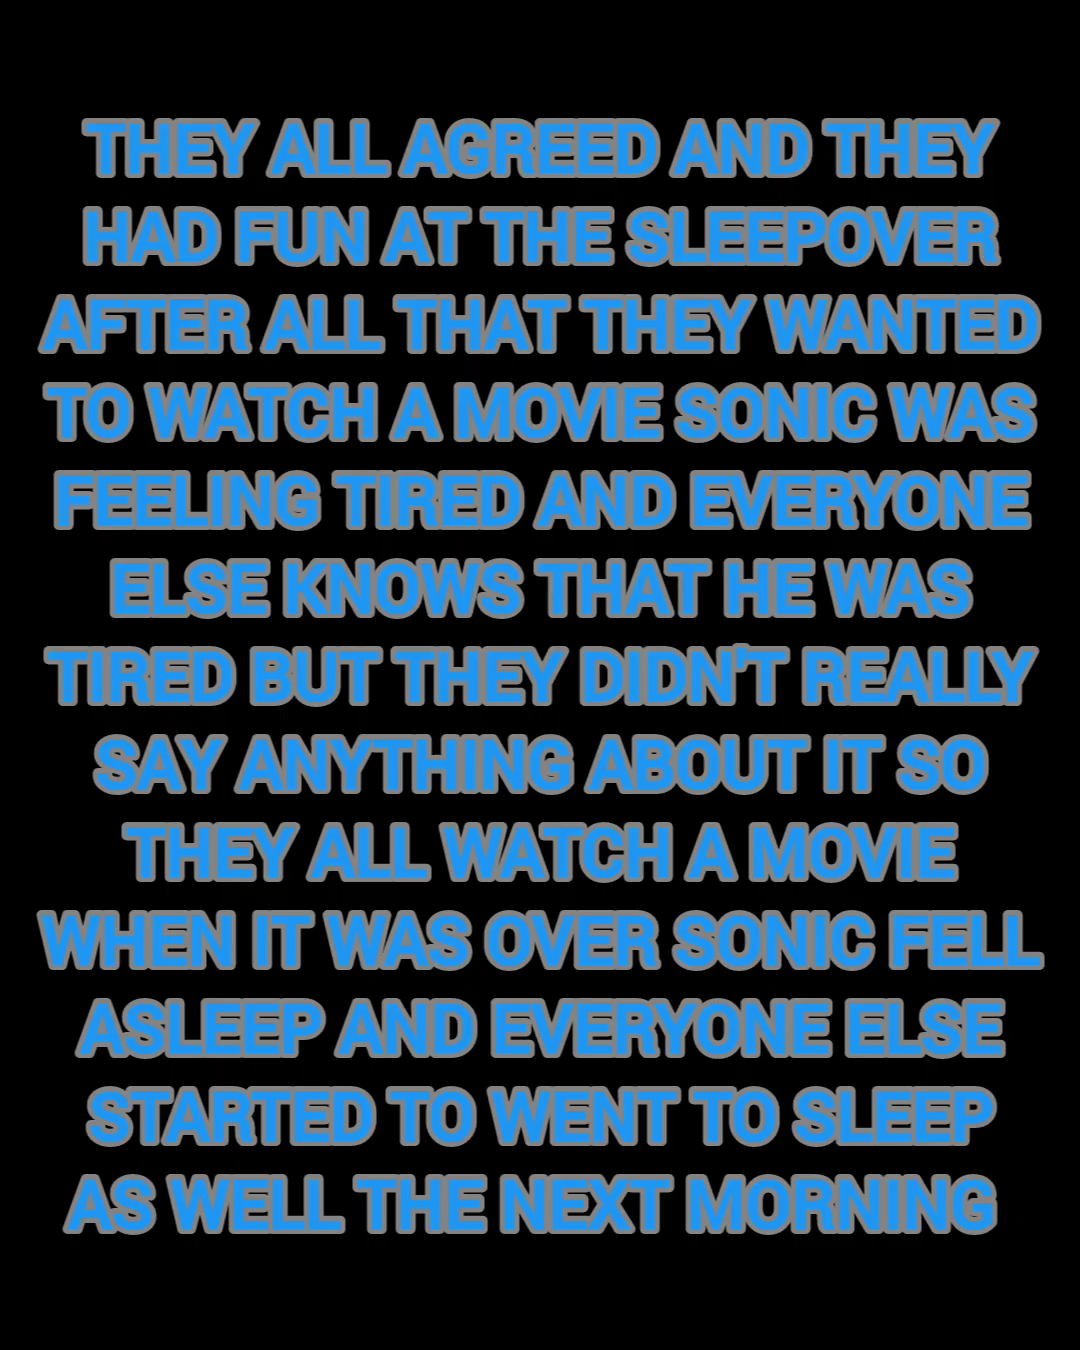 THEY ALL AGREED AND THEY
HAD FUN AT THE SLEEPOVER
AFTER ALL THAT THEY WANTED
TO WATCH A MOVIE SONIC WAS
FEELING TIRED AND EVERYONE
ELSE KNOWS THAT HE WAS
TIRED BUT THEY DIDN'T REALLY
SAY ANYTHING ABOUT IT SO
THEY ALL WATCH A MOVIE
WHEN IT WAS OVER SONIC FELL
ASLEEP AND EVERYONE ELSE
STARTED TO WENT TO SLEEP
AS WELL THE NEXT MORNING